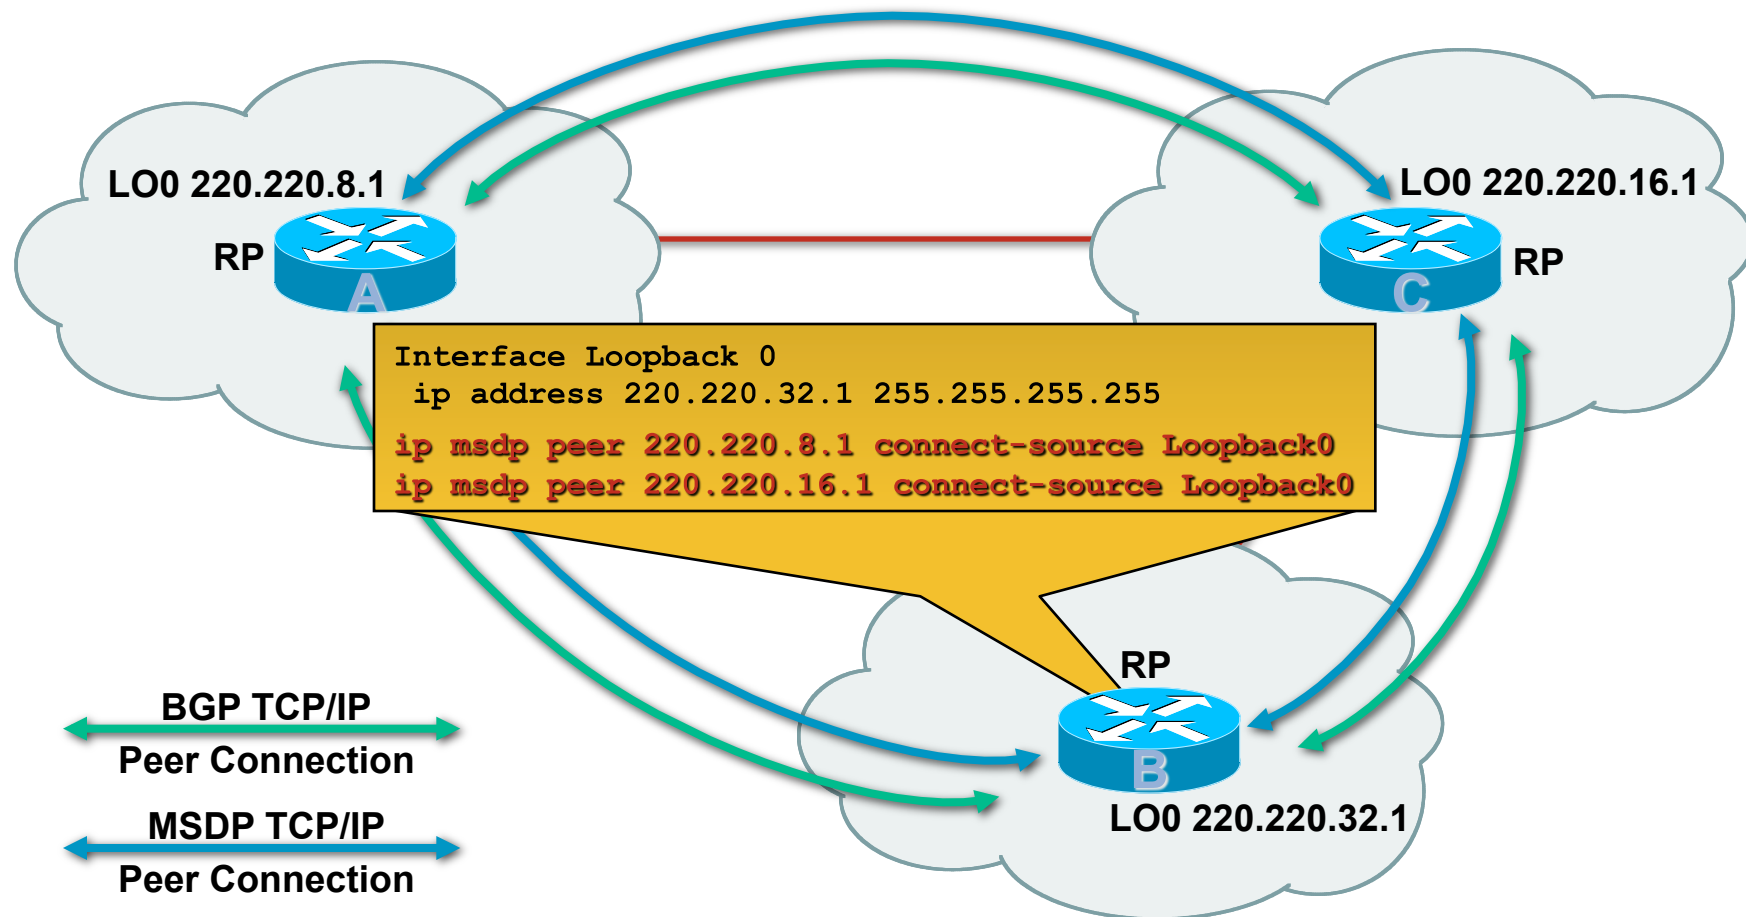 LO0 220.220.8.1
RP
A
LO0 220.220.16.1
RP
C
Interface Loopback 0
ip address 220.220.32.1 255.255.255.255
ip msdp peer 220.220.8.1 connect-source Loopback0
ip msdp peer 220.220.16.1 connect-source Loopback0
RP
B
LO0 220.220.32.1
BGP TCP/IP
Peer Connection
MSDP TCP/IP
Peer Connection